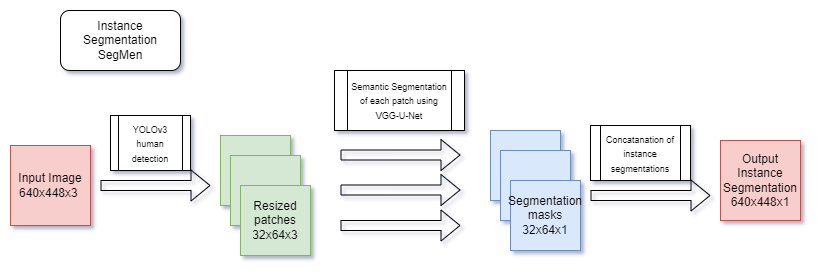 Instance
Segmentation
SegMen
Semantic Segmentation
of each patch using
VGG-U-Net
YOLOv3
human
detection
Concatanation of
instance
segmentations
Input Image
640x448x3
Resized
patches
32x64x3
Segmentation
masks
32x64x1
Output
Instance
Segmentation
640x448x1